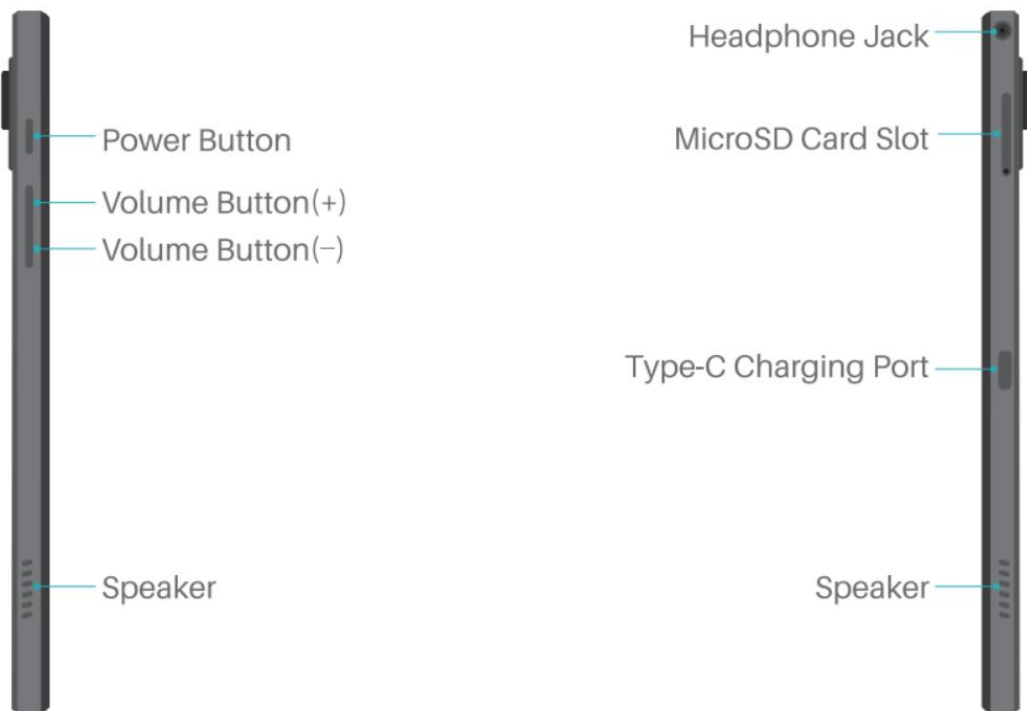 Power Button
Volume Button(+)
Volume Button(−)
Speaker
Headphone Jack
MicroSD Card Slot
Type-C Charging Port
Speaker